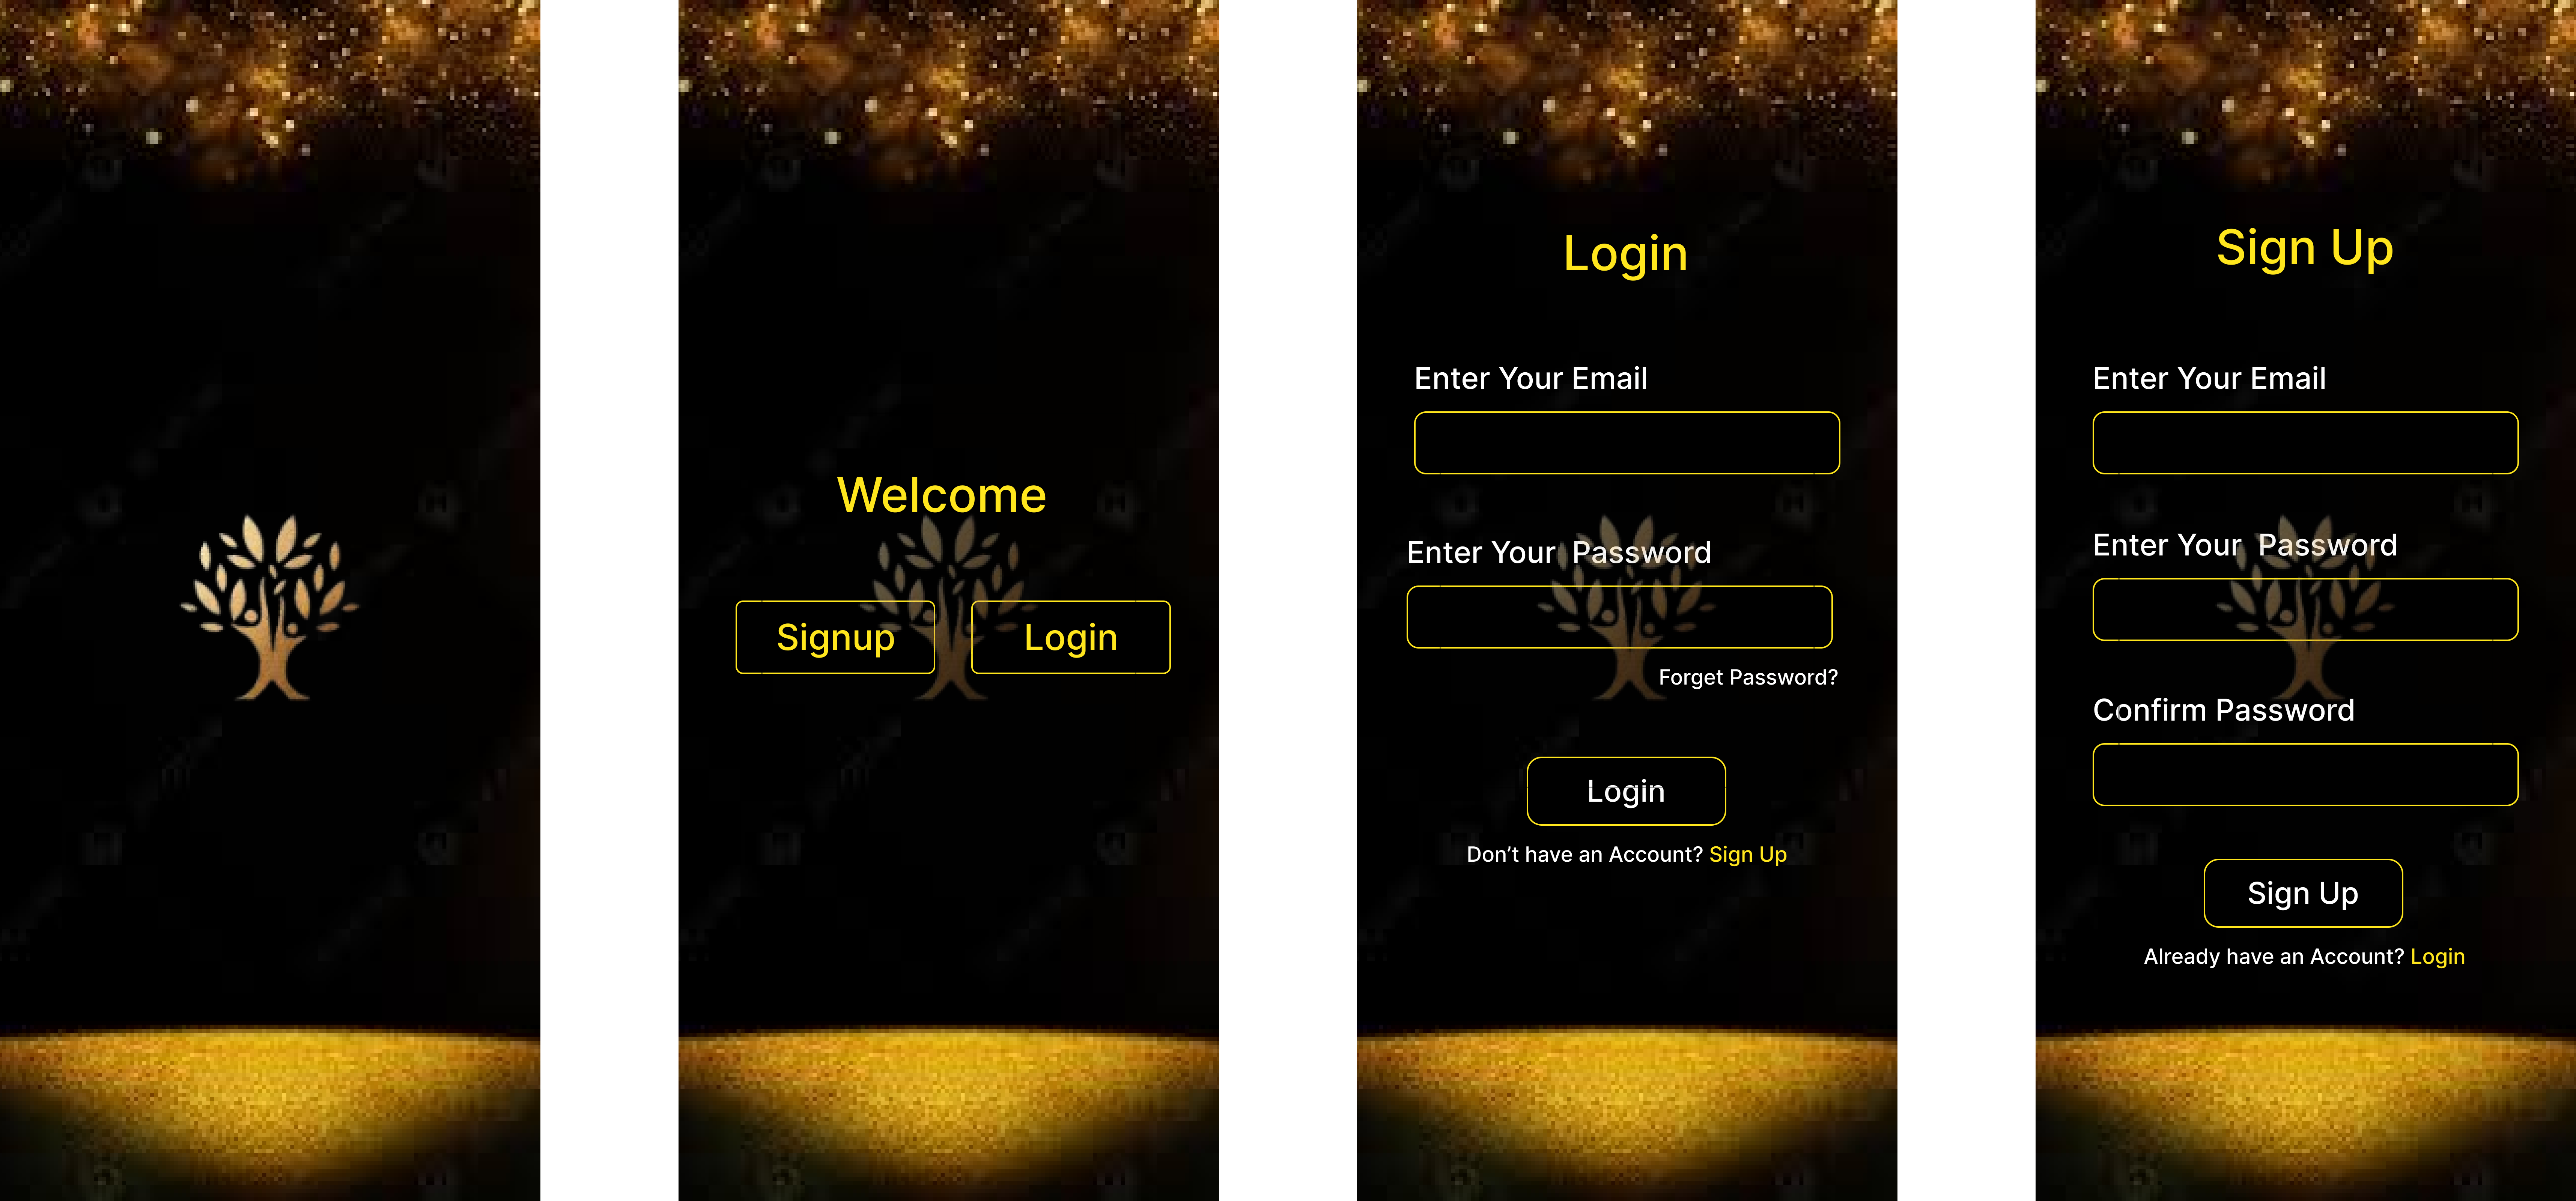 Welcome
Signup
Login
Login
Enter Your Email
Enter Your  Password
Forget Password?
Login
Don’t have an Account? Sign Up
Sign Up
Enter Your Email
Enter Your  Password
Confirm Password
Sign Up
Already have an Account? Login